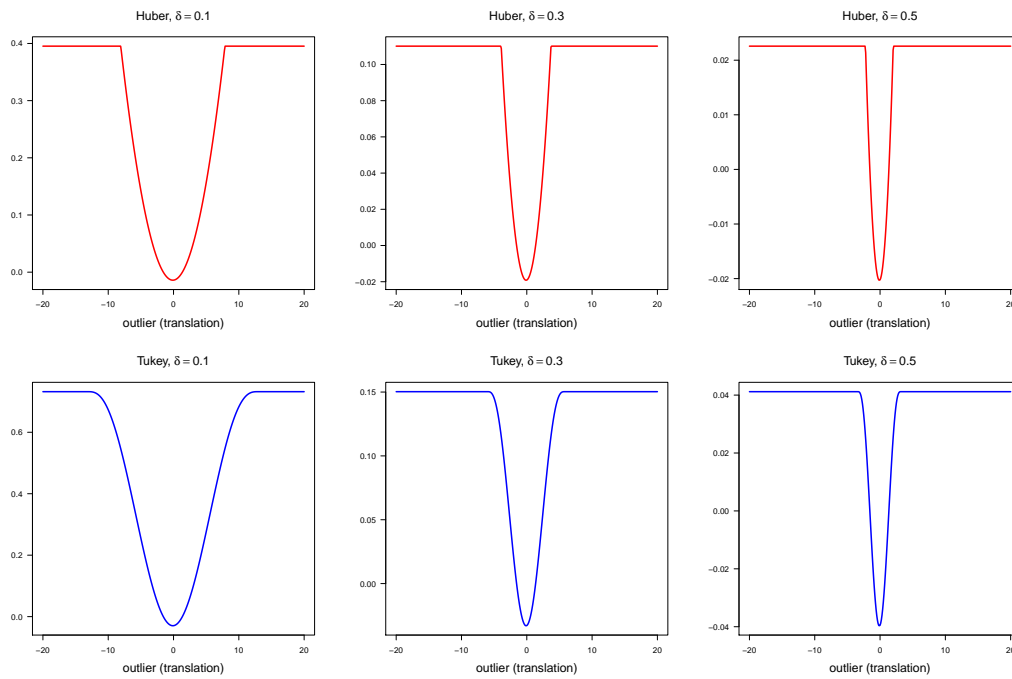 Huber, δ = 0.1
0.4
0.3
0.2
0.1
0.0
−20 −10 0 10 20
outlier (translation)
Huber, δ = 0.3
0.10
0.08
0.06
0.04
0.02
0.00
−0.02
−20 −10 0 10 20
outlier (translation)
Huber, δ = 0.5
0.02
0.01
0.00
−0.01
−0.02
−20 −10 0 10 20
outlier (translation)
Tukey, δ = 0.1
0.6
0.4
0.2
0.0
−20 −10 0 10 20
outlier (translation)
Tukey, δ = 0.3
0.15
0.10
0.05
0.00
−20 −10 0 10 20
outlier (translation)
Tukey, δ = 0.5
0.04
0.02
0.00
−0.02
−0.04
−20 −10 0 10 20
outlier (translation)